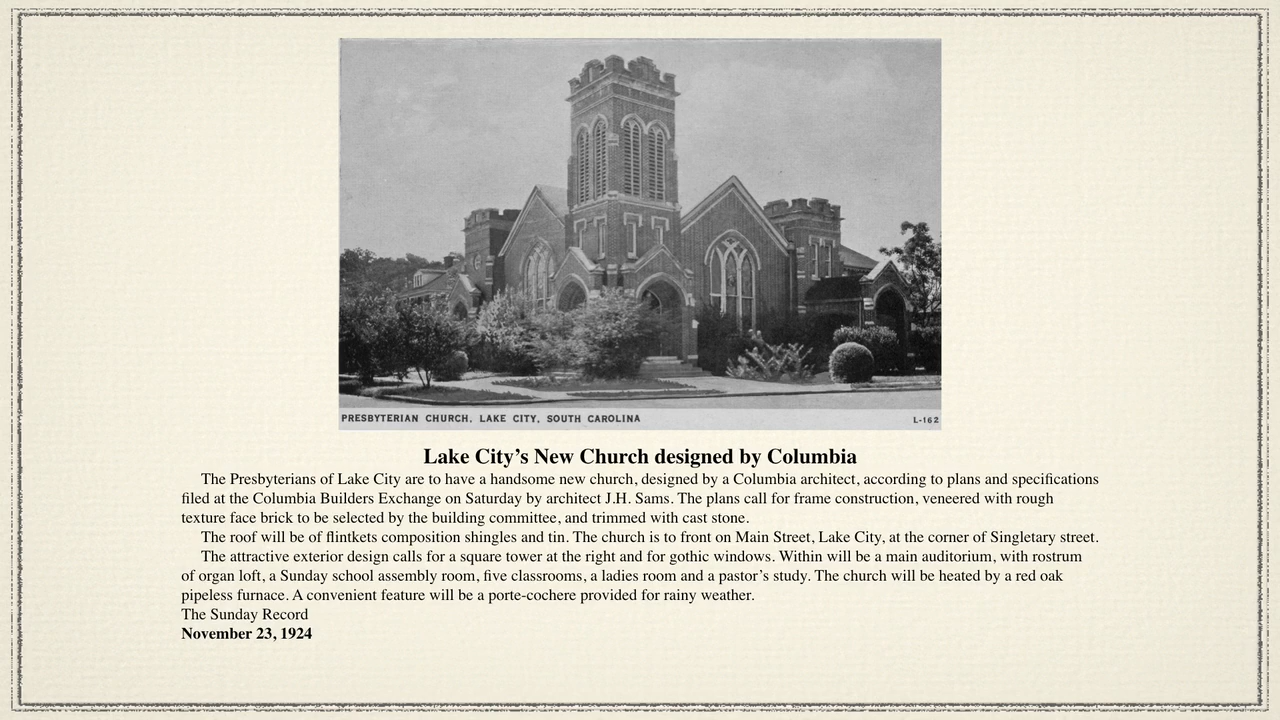 PRESBYTERIAN CHURCH, LAKE CITY, SOUTH CAROLINA
L-162
Lake City’s New Church designed by Columbia
The Presbyterians of Lake City are to have a handsome new church, designed by a Columbia architect, according to plans and specifications
filed at the Columbia Builders Exchange on Saturday by architect J.H. Sams. The plans call for frame construction, veneered with rough
texture face brick to be selected by the building committee, and trimmed with cast stone.
The roof will be of flintkets composition shingles and tin. The church is to front on Main Street, Lake City, at the corner of Singletary street.
The attractive exterior design calls for a square tower at the right and for gothic windows. Within will be a main auditorium, with rostrum
of organ loft, a Sunday school assembly room, five classrooms, a ladies room and a pastor’s study. The church will be heated by a red oak
pipeless furnace. A convenient feature will be a porte-cochere provided for rainy weather.
The Sunday Record
November 23, 1924